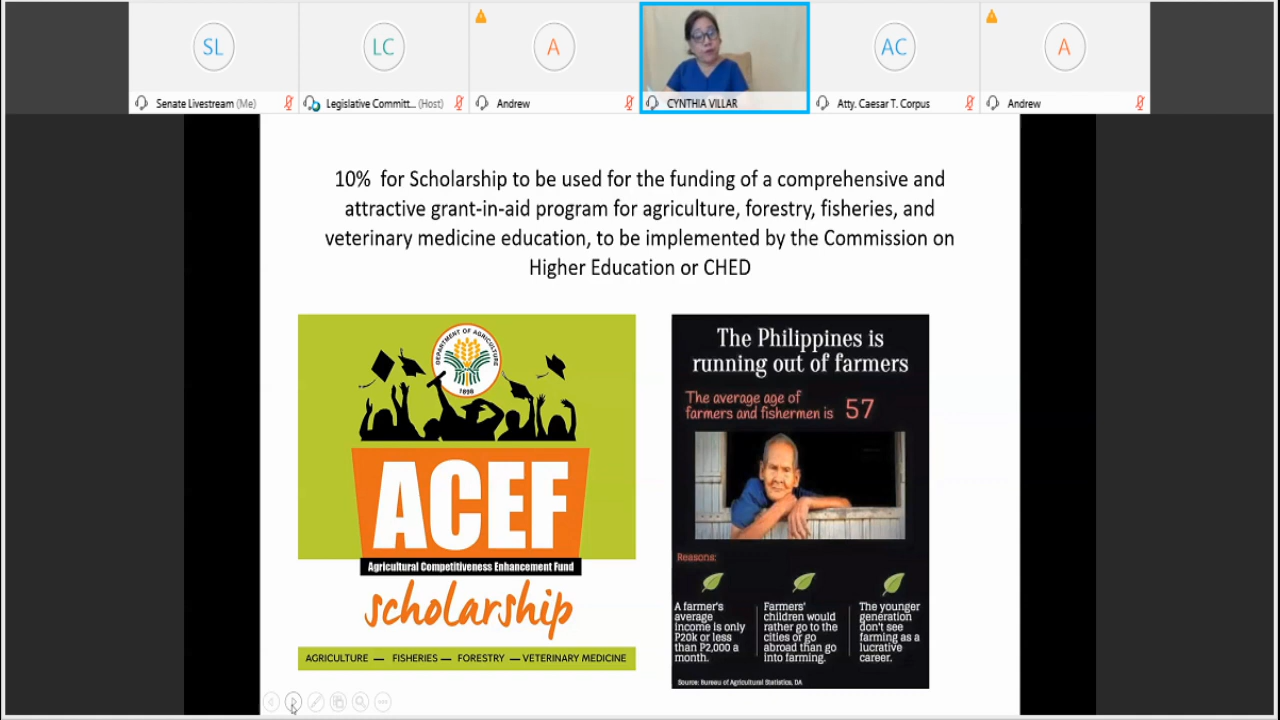 SL
LC
A
AC
A
Senate Livestream (Me)
Legislative Committ... (Host)
Andrew
CYNTHIA VILLAR
Atty. Caesar T. Corpus
Andrew
10% for Scholarship to be used for the funding of a comprehensive and
attractive grant-in-aid program for agriculture, forestry, fisheries, and
veterinary medicine education, to be implemented by the Commission on
Higher Education or CHED
DEPARTMENT OF AGRICULTURE
1898
ACEF
Agricultural Competitiveness Enhancement Fund
scholarship
AGRICULTURE — FISHERIES — FORESTRY — VETERINARY MEDICINE
The Philippines is
running out of farmers
The average age of
farmers and fishermen is 57
Reasons:
A farmer's
average
income is only
P20k or less
than P2,000 a
month.
Farmers'
children would
rather go to the
cities or go
abroad than go
into farming.
The younger
generation
don't see
farming as a
lucrative
career.
Source: Bureau of Agricultural Statistics, DA